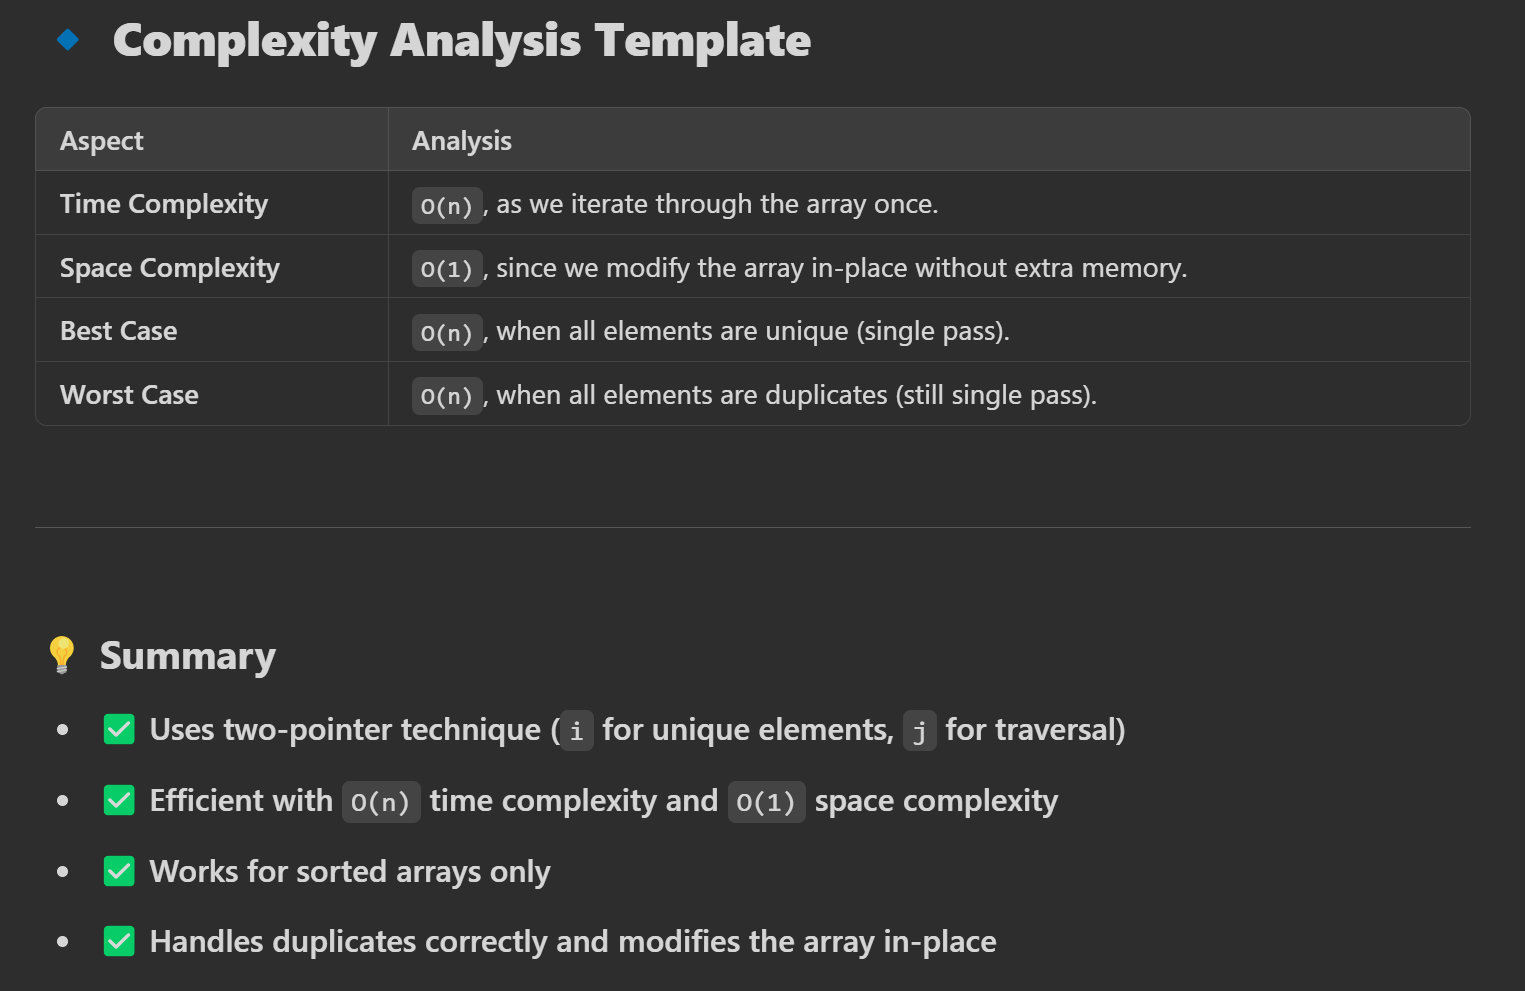 Complexity Analysis Template
Aspect Analysis
Time Complexity O(n), as we iterate through the array once.
Space Complexity O(1), since we modify the array in-place without extra memory.
Best Case O(n), when all elements are unique (single pass).
Worst Case O(n), when all elements are duplicates (still single pass).
Summary
Uses two-pointer technique (i for unique elements, j for traversal)
Efficient with O(n) time complexity and O(1) space complexity
Works for sorted arrays only
Handles duplicates correctly and modifies the array in-place